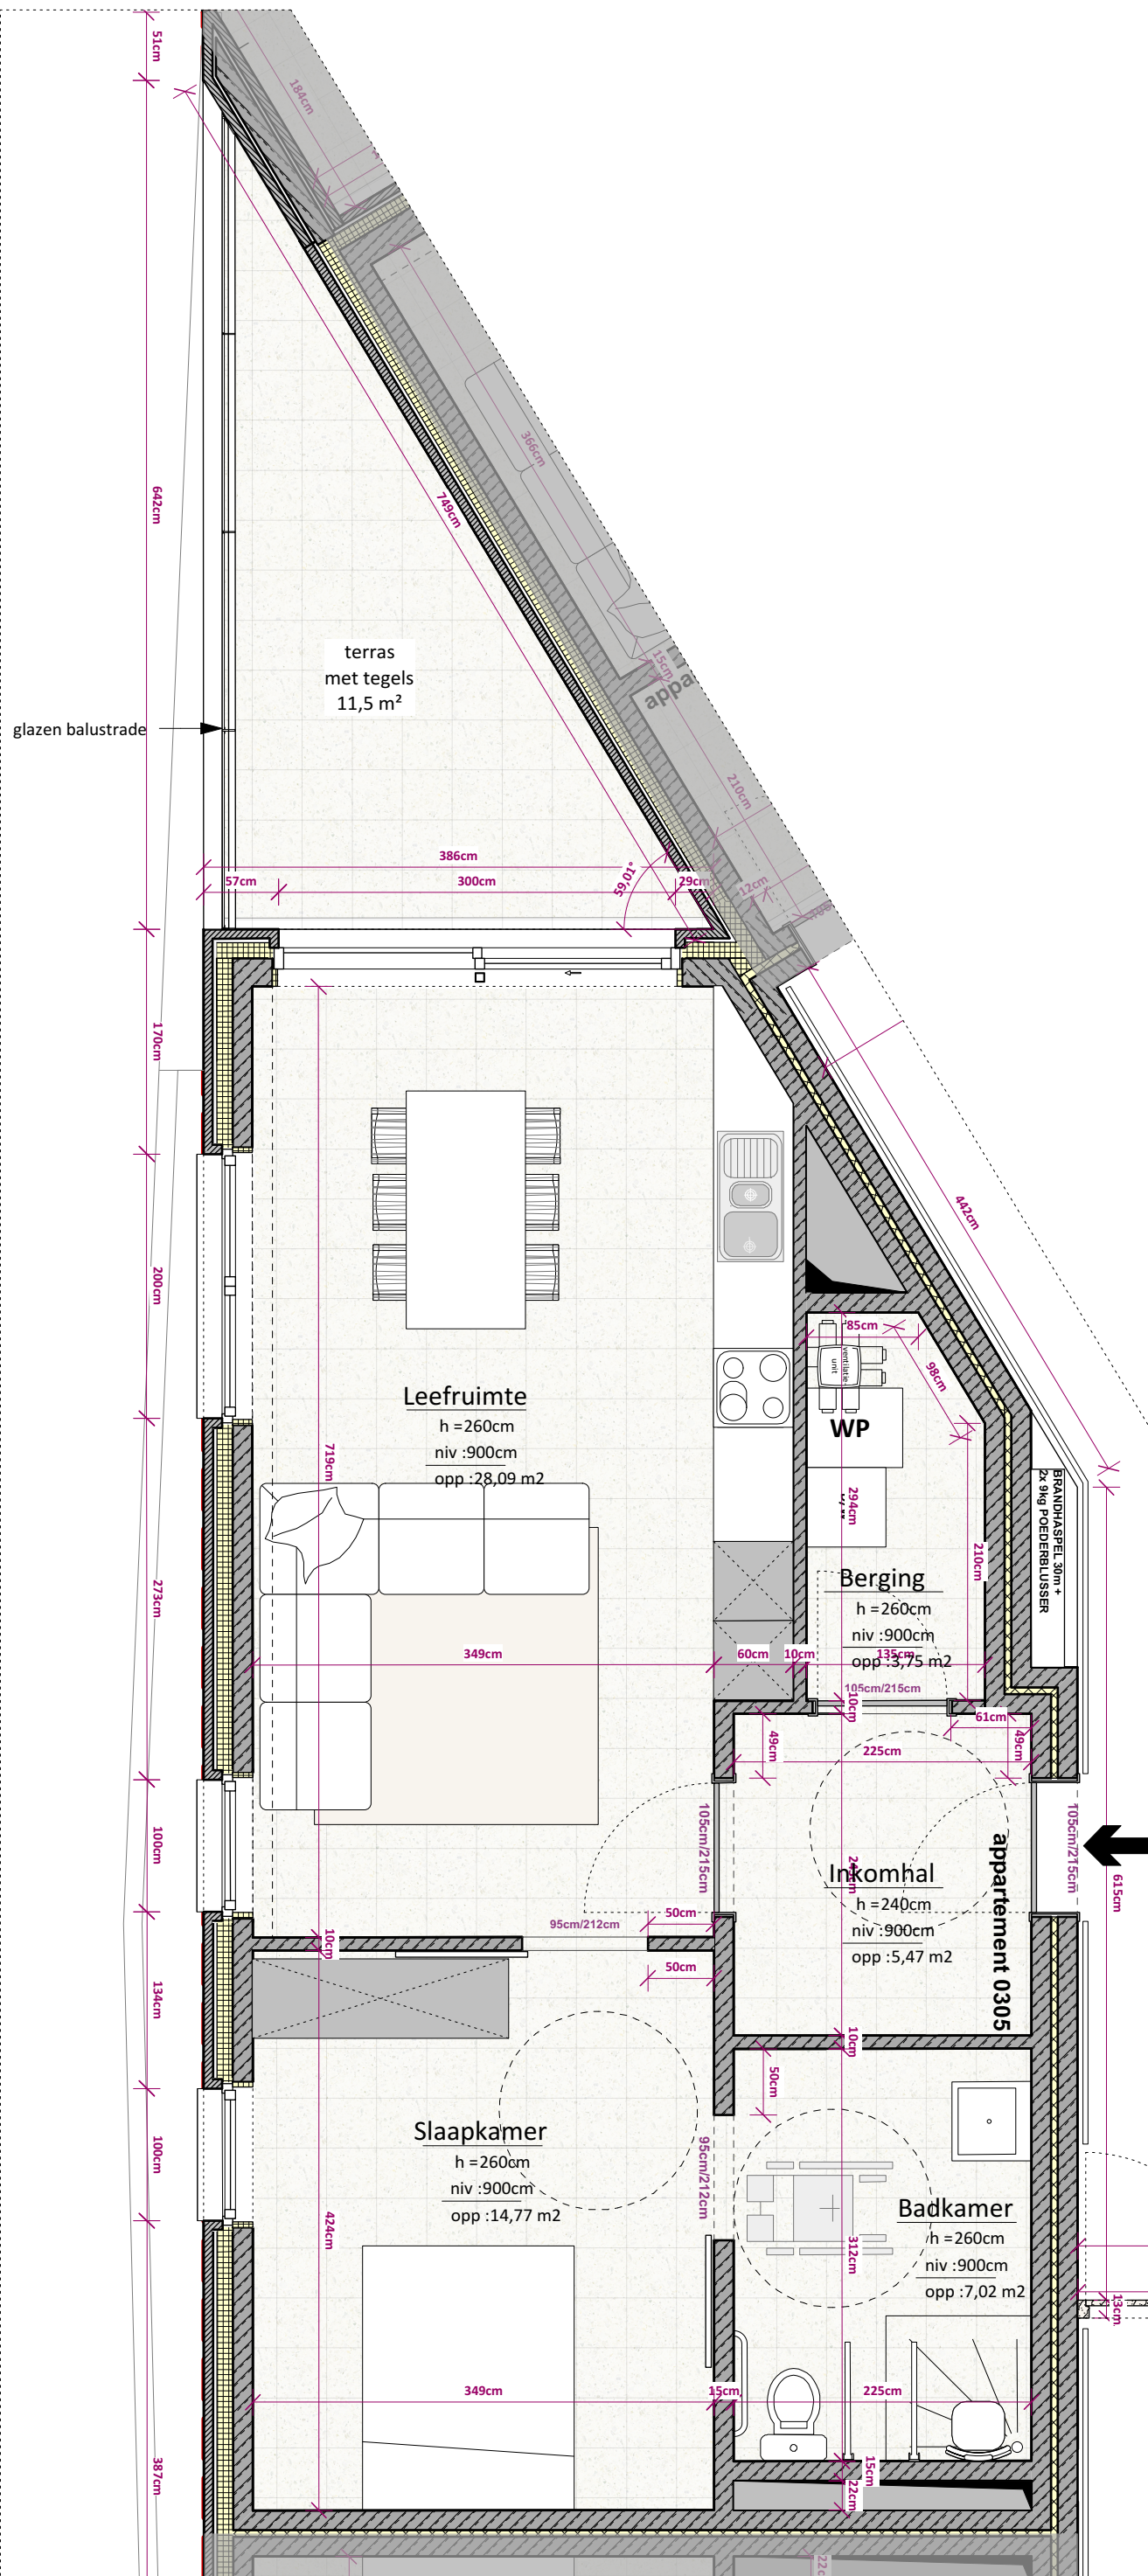 51cm
184cm
642cm
366cm
749cm
terras
met tegels
11,5 m²
glazen balustrade
15cm
appa
210cm
386cm
57cm
300cm
29cm
59,01°
12cm
170cm
442cm
200cm
85cm
ventilatie-
unit
98cm
WP
Leefruimte
h =260cm
niv :900cm
opp :28,09 m2
719cm
294cm
BRANDHASPEL 30m +
2x 9kg POEDERBLUSSER
210cm
273cm
Berging
h =260cm
niv :900cm
opp :3,75 m2
349cm
60cm
10cm
135cm
105cm/215cm
10cm
61cm
49cm
225cm
49cm
105cm/215cm
105cm/215cm
100cm
Inkomhal
h =240cm
niv :900cm
opp :5,47 m2
appartement 0305
615cm
95cm/212cm
50cm
10cm
50cm
134cm
10cm
50cm
Slaapkamer
h =260cm
niv :900cm
opp :14,77 m2
100cm
95cm/212cm
424cm
Badkamer
h =260cm
niv :900cm
opp :7,02 m2
312cm
13cm
349cm
15cm
225cm
387cm
15cm
22cm